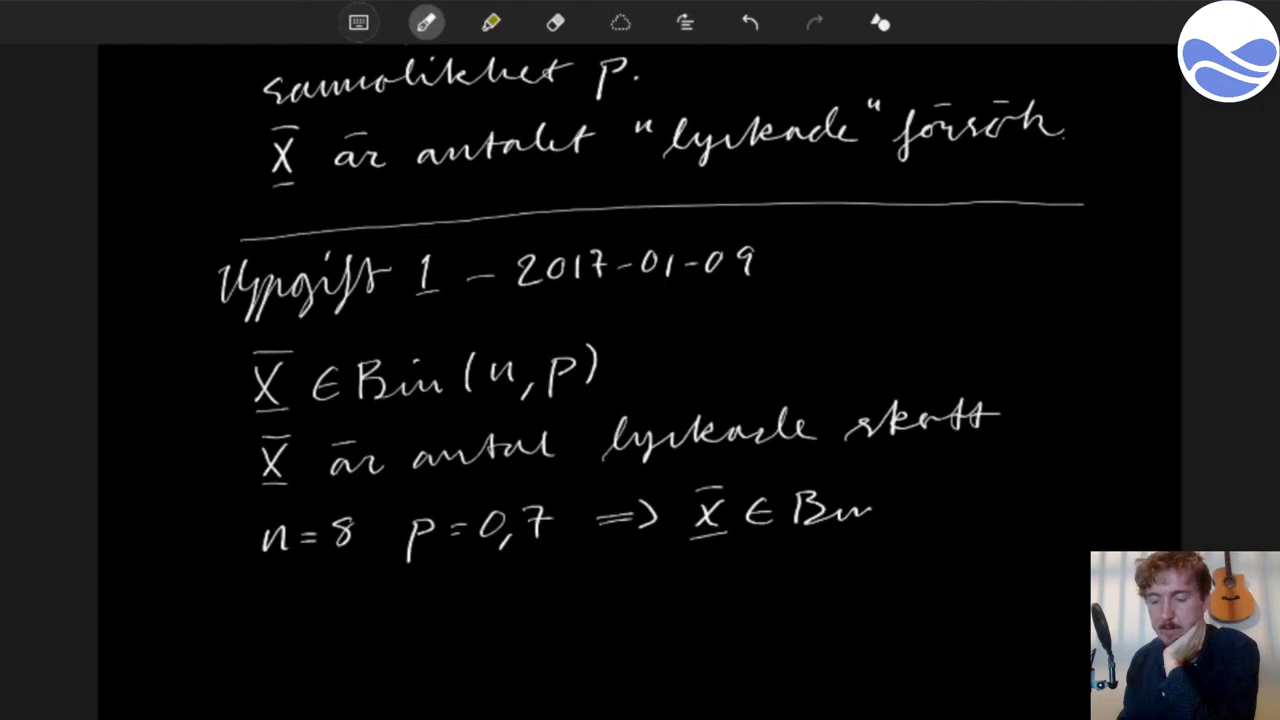 sannolikhet p.
X är antalet "lyckade" försök.
Uppgift 1 - 2017-01-09
X ∈ Bin(n,p)
X är antal lyckade skott
n=8 p=0,7 => X ∈ Bin